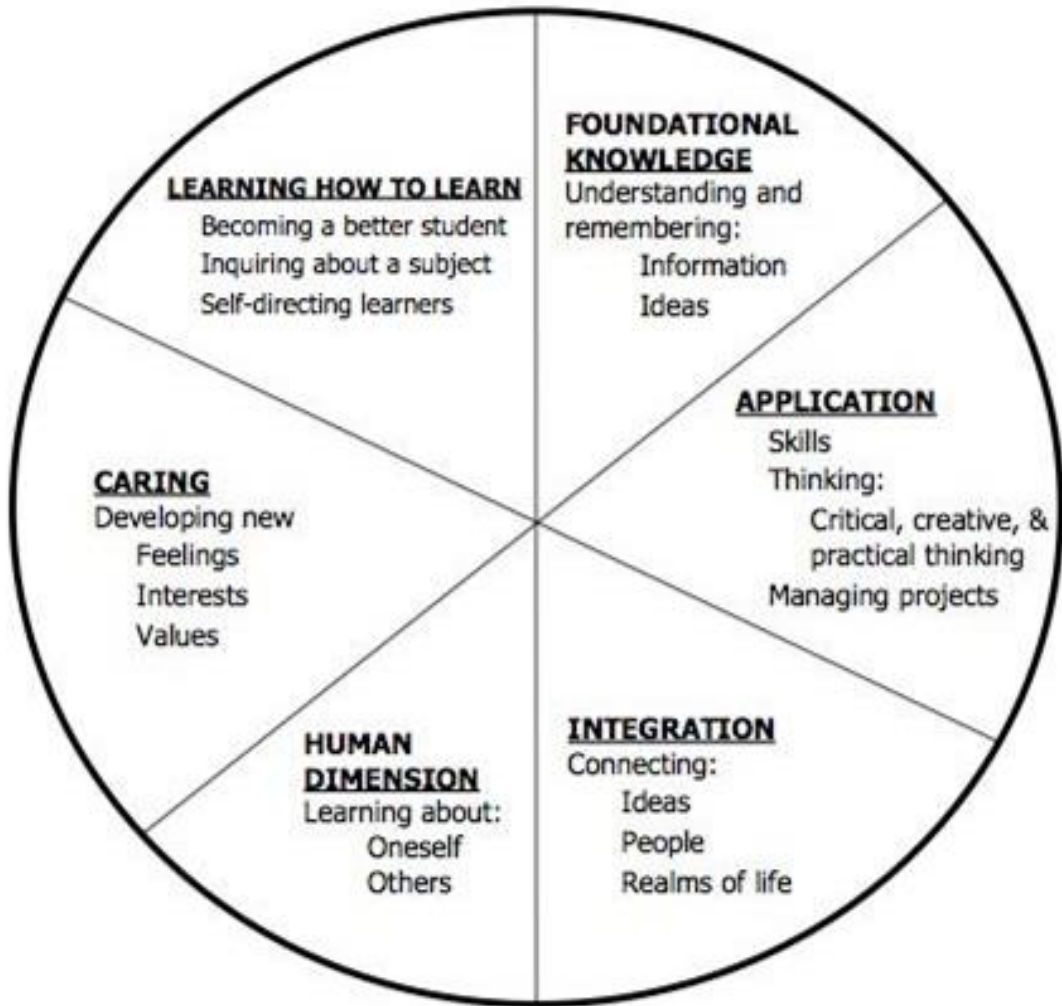 FOUNDATIONAL
KNOWLEDGE
Understanding and
remembering:
Information
Ideas
APPLICATION
Skills
Thinking:
Critical, creative, &
practical thinking
Managing projects
INTEGRATION
Connecting:
Ideas
People
Realms of life
HUMAN
DIMENSION
Learning about:
Oneself
Others
CARING
Developing new
Feelings
Interests
Values
LEARNING HOW TO LEARN
Becoming a better student
Inquiring about a subject
Self-directing learners